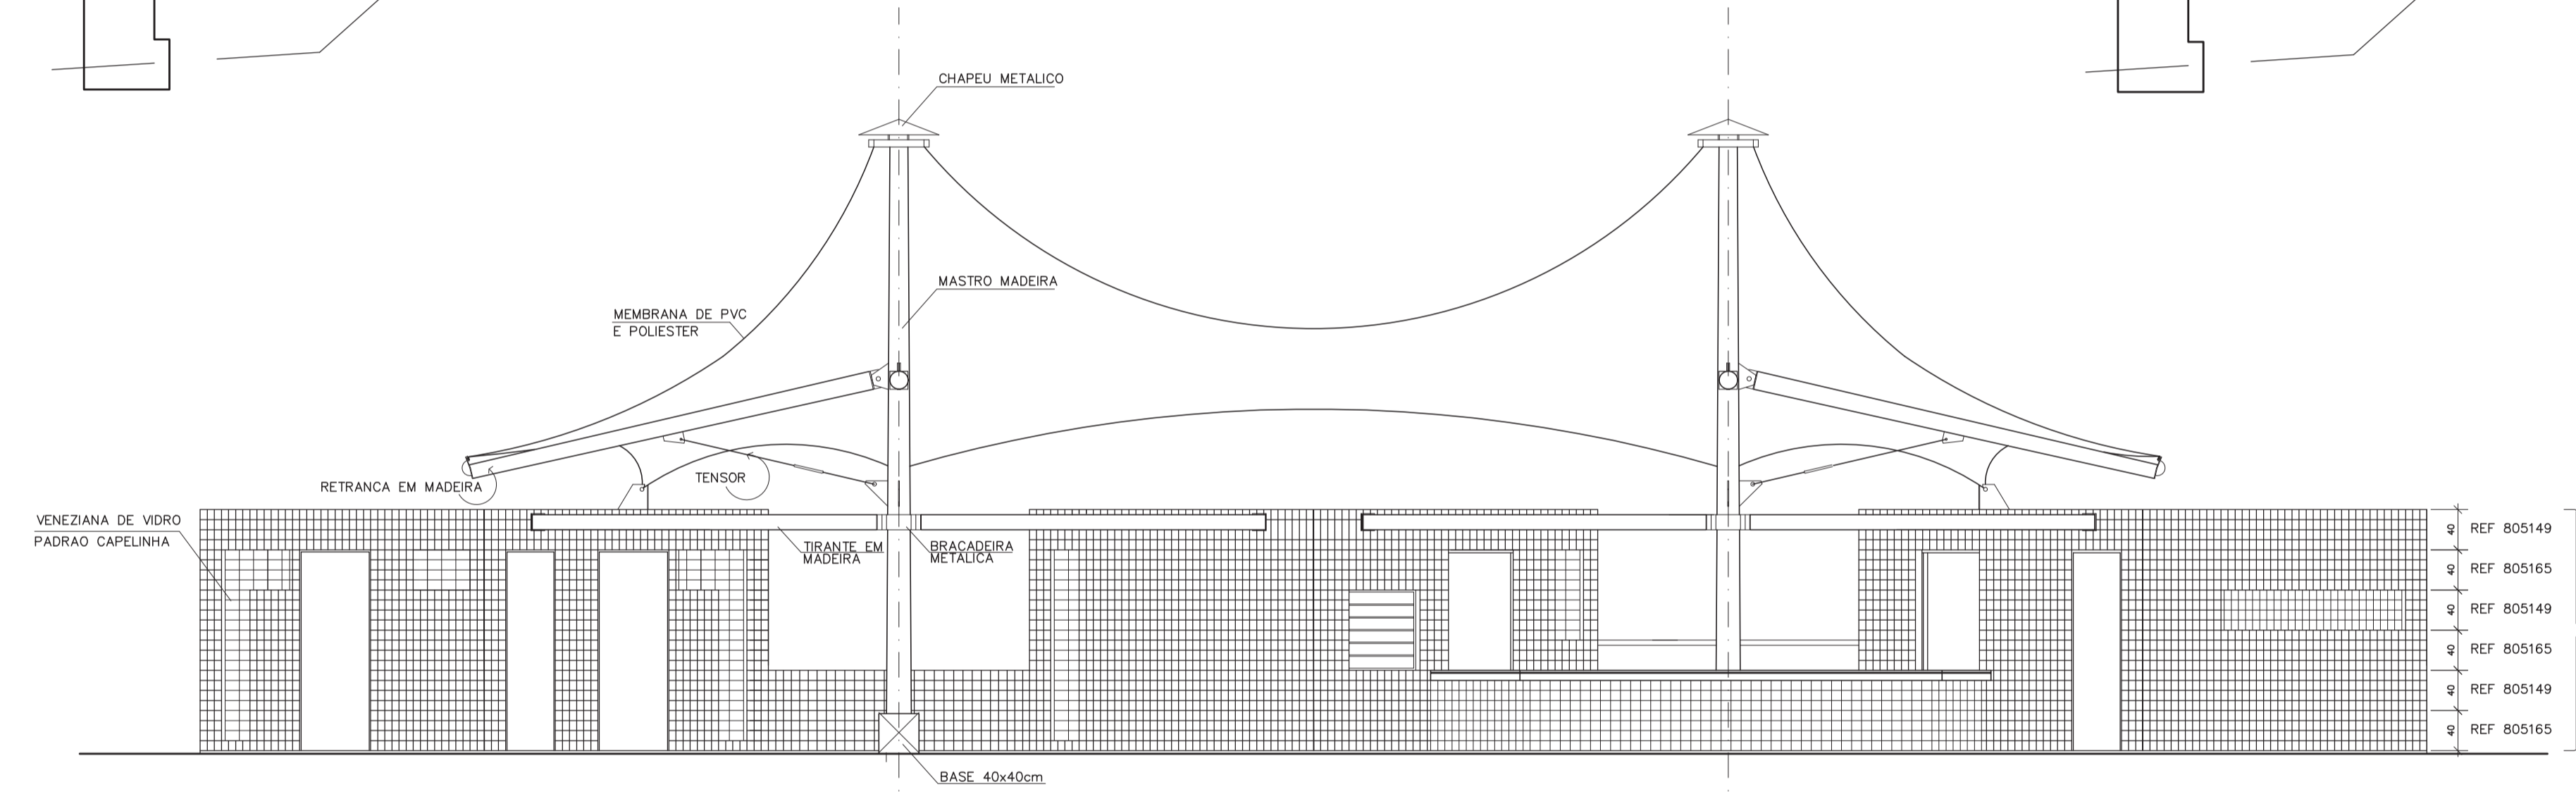 CHAPEU METALICO
MASTRO MADEIRA
MEMBRANA DE PVC
E POLIESTER
RETRANCA EM MADEIRA
TENSOR
VENEZIANA DE VIDRO
PADRAO CAPELINHA
TIRANTE EM
MADEIRA
BRACADEIRA
METALICA
40 REF 805149
40 REF 805165
40 REF 805149
40 REF 805165
40 REF 805149
40 REF 805165
BASE 40x40cm